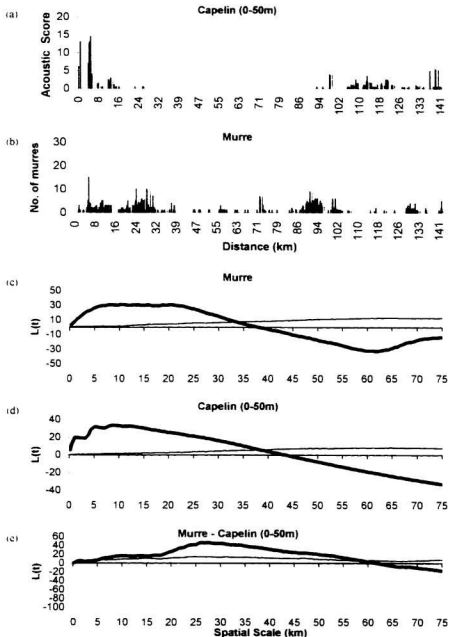 (a)
Capelin (0-50m)
Acoustic Score
20
15
10
5
0
0 8 16 24 32 39 47 55 63 71 79 86 94 102 110 118 126 133 141
(b)
Murre
No. of murres
30
20
10
0
0 8 16 24 32 39 47 55 63 71 79 86 94 102 110 118 126 133 141
Distance (km)
(c)
Murre
L(t)
50
30
10
-10
-30
-50
0 5 10 15 20 25 30 35 40 45 50 55 60 65 70 75
(d)
Capelin (0-50m)
L(t)
40
20
0
-20
-40
0 5 10 15 20 25 30 35 40 45 50 55 60 65 70 75
(e)
Murre - Capelin (0-50m)
L(t)
60
40
20
0
-20
-40
-60
-80
-100
0 5 10 15 20 25 30 35 40 45 50 55 60 65 70 75
Spatial Scale (km)